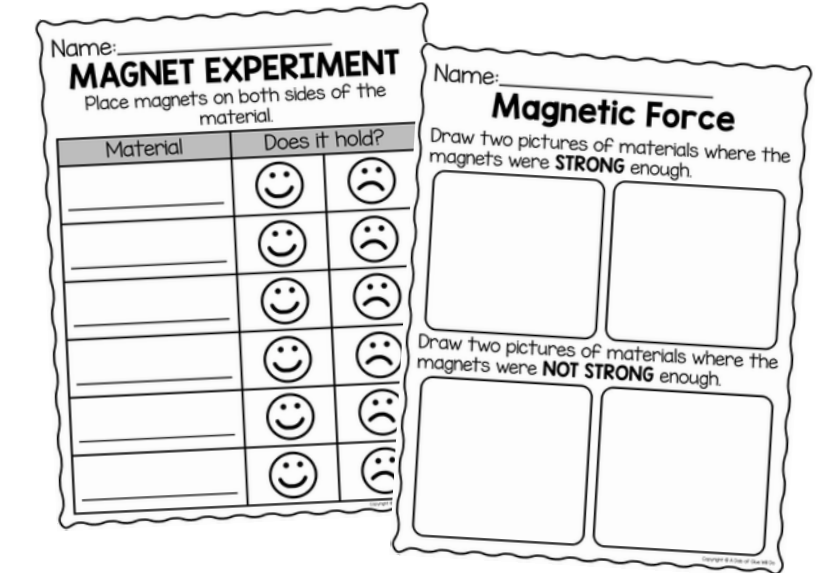 Name:
MAGNET EXPERIMENT
Place magnets on both sides of the
material.
Material
Does it hold?
Name:
Magnetic Force
Draw two pictures of materials where the
magnets were STRONG enough.
Draw two pictures of materials where the
magnets were NOT STRONG enough.